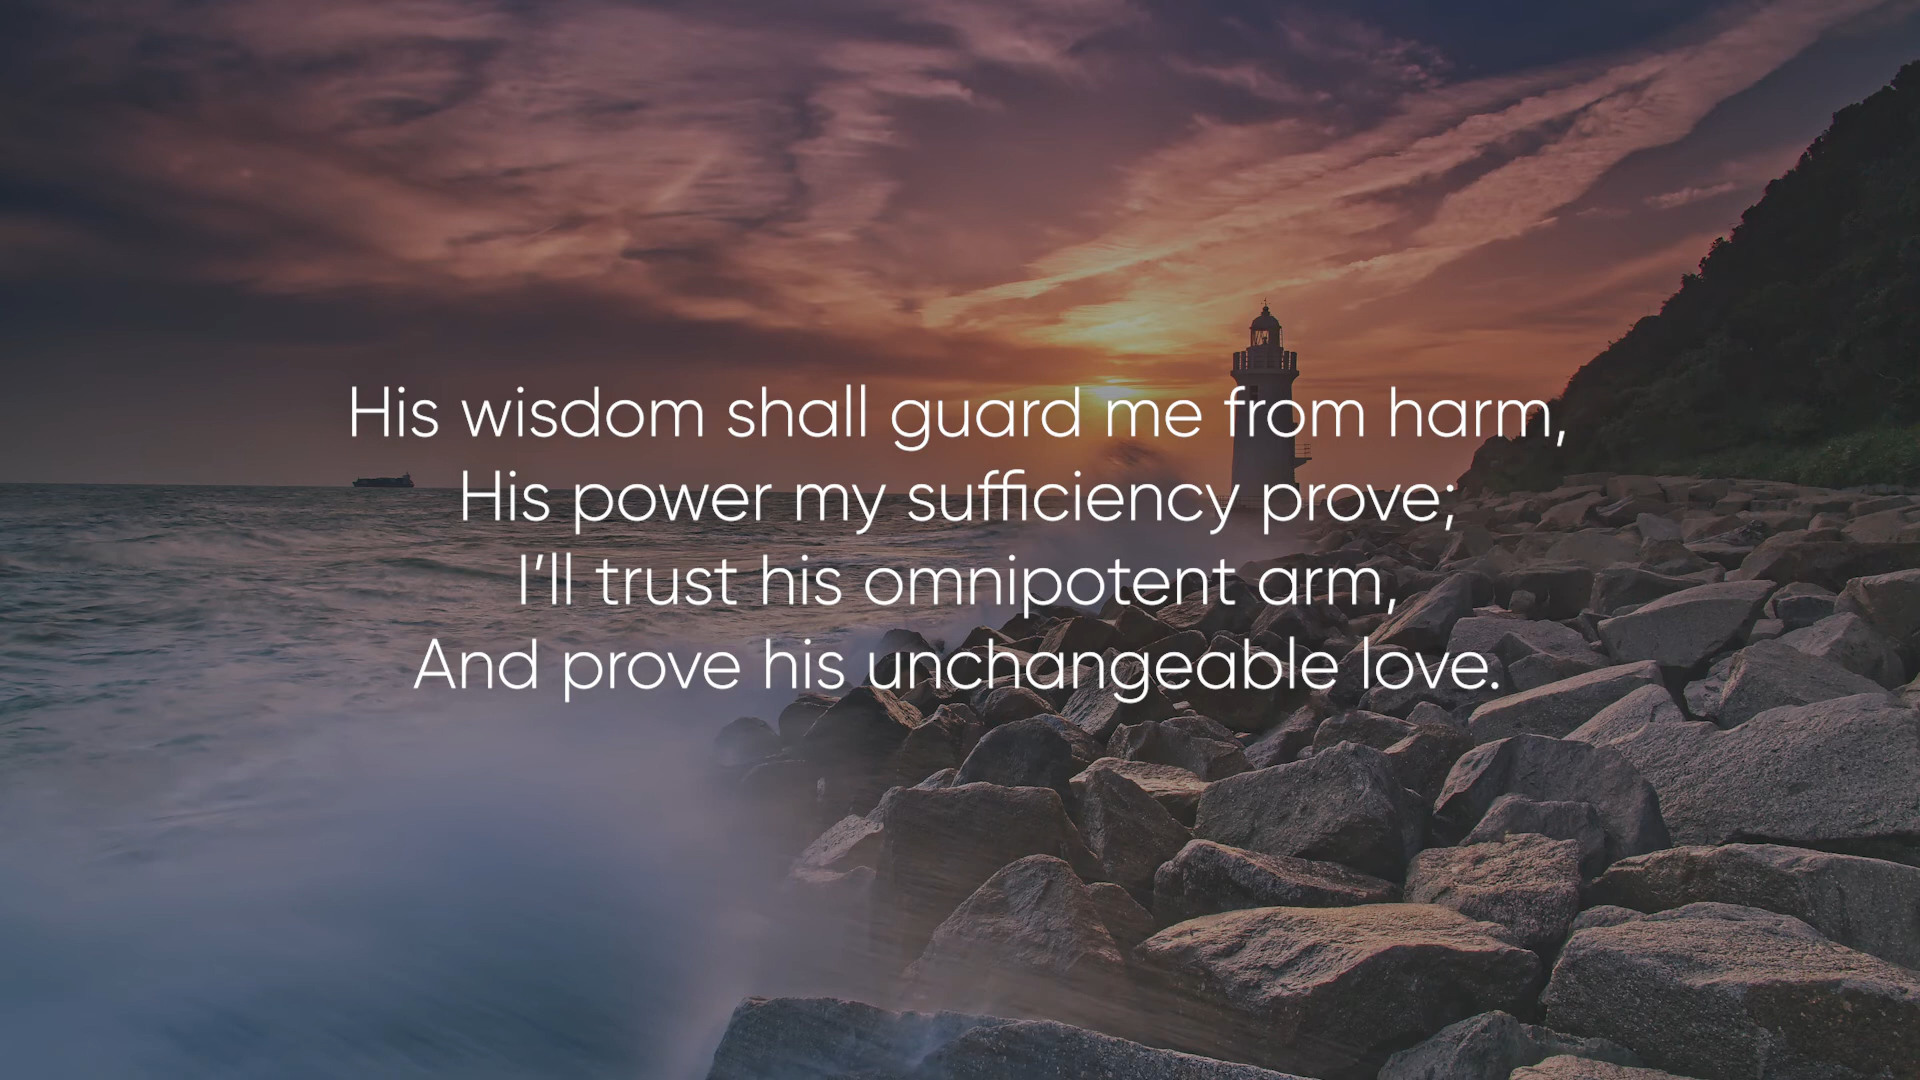 His wisdom shall guard me from harm,
His power my sufficiency prove;
I’ll trust his omnipotent arm,
And prove his unchangeable love.